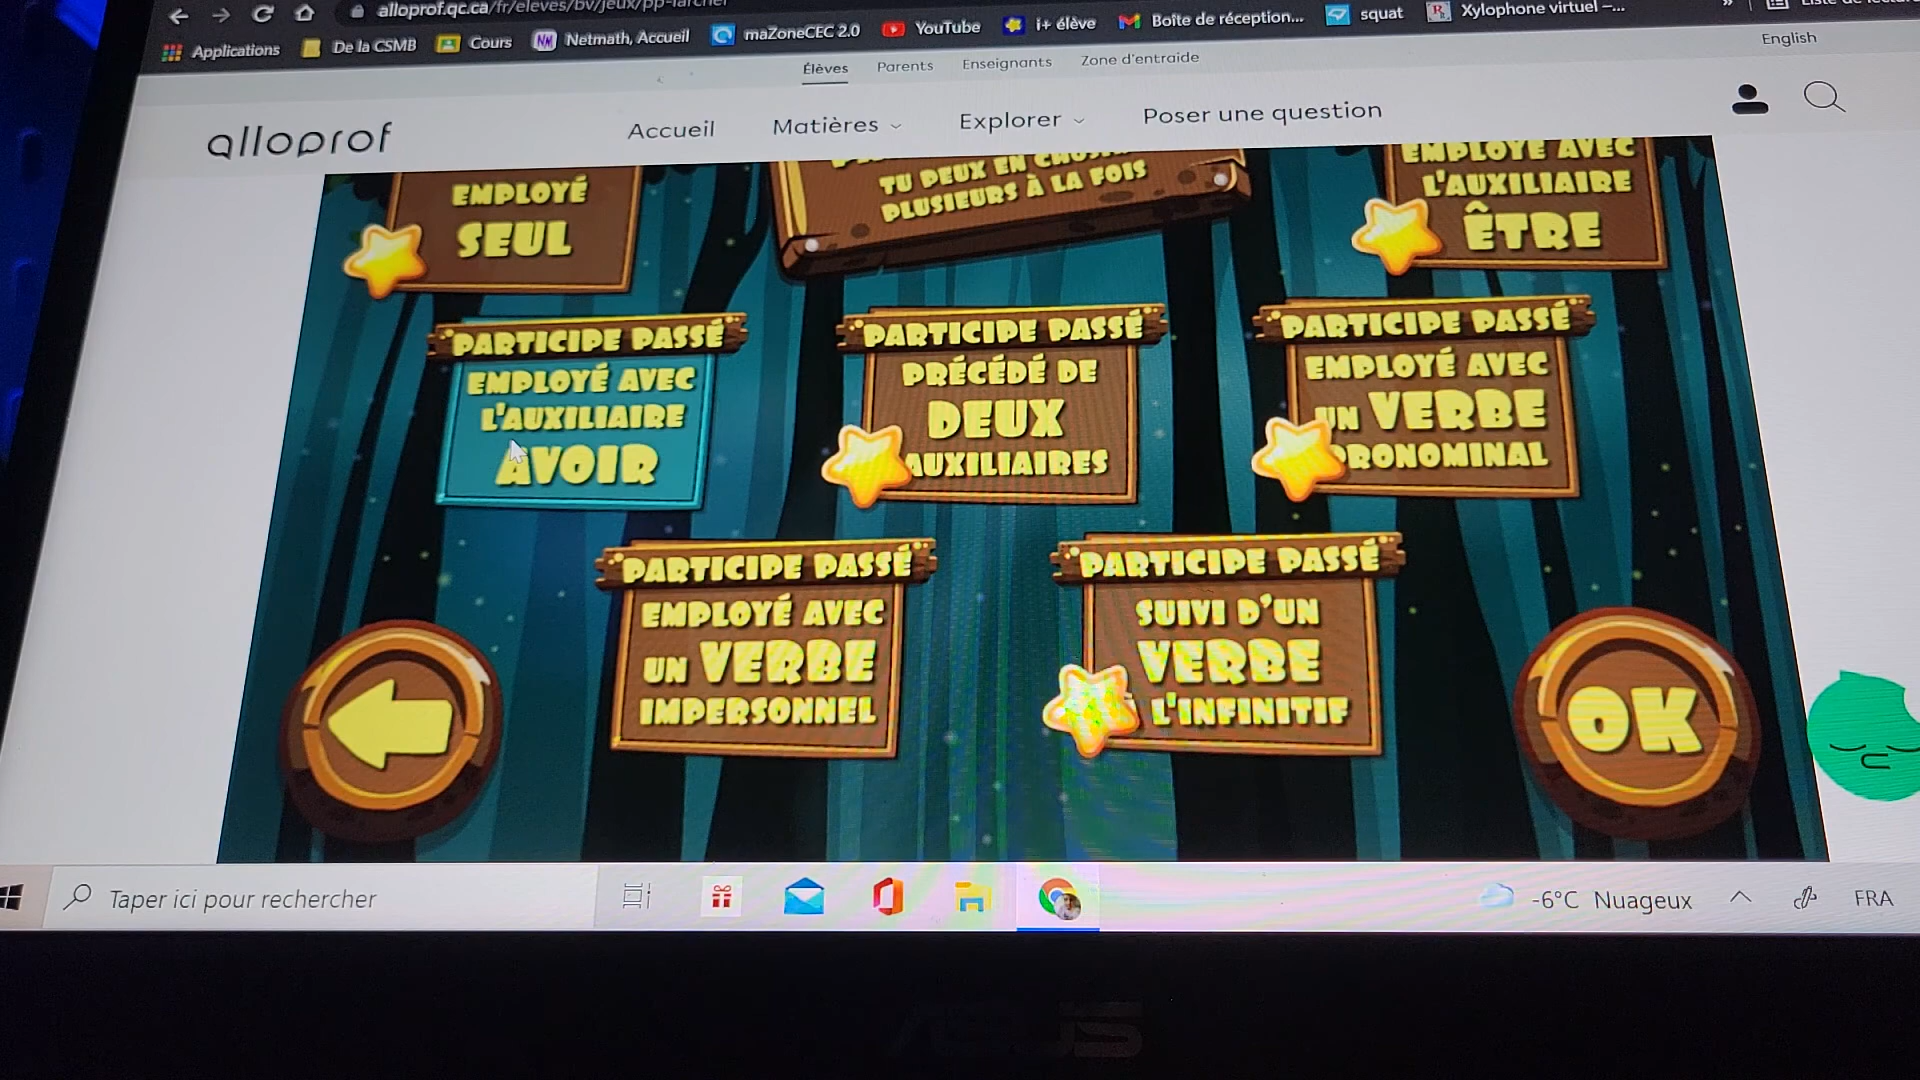 alloprof.qc.ca/fr/eleves/bv/jeux/pp-larcher
Applications
De la CSMB
Cours
Netmath, Accueil
maZoneCEC 2.0
YouTube
i+ élève
Boîte de réception...
squat
Xylophone virtuel –...
»
English
Élèves
Parents
Enseignants
Zone d'entraide
alloprof
Accueil
Matières
Explorer
Poser une question
EMPLOYÉ
SEUL
TU PEUX EN CHOISIR
PLUSIEURS À LA FOIS
EMPLOYÉ AVEC
L'AUXILIAIRE
ÊTRE
PARTICIPE PASSÉ
EMPLOYÉ AVEC
L'AUXILIAIRE
AVOIR
PARTICIPE PASSÉ
PRÉCÉDÉ DE
DEUX
AUXILIAIRES
PARTICIPE PASSÉ
EMPLOYÉ AVEC
UN VERBE
PRONOMINAL
PARTICIPE PASSÉ
EMPLOYÉ AVEC
UN VERBE
IMPERSONNEL
PARTICIPE PASSÉ
SUIVI D'UN
VERBE
L'INFINITIF
OK
Taper ici pour rechercher
-6°C Nuageux
FRA
ASUS